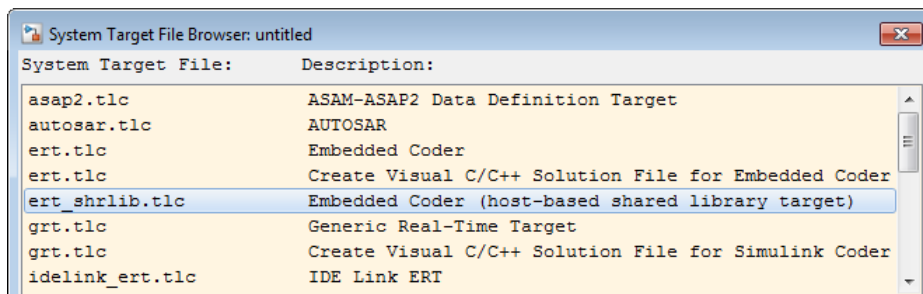 System Target File Browser: untitled
System Target File: Description:
asap2.tlc ASAM-ASAP2 Data Definition Target
autosar.tlc AUTOSAR
ert.tlc Embedded Coder
ert.tlc Create Visual C/C++ Solution File for Embedded Coder
ert_shrlib.tlc Embedded Coder (host-based shared library target)
grt.tlc Generic Real-Time Target
grt.tlc Create Visual C/C++ Solution File for Simulink Coder
idelink_ert.tlc IDE Link ERT